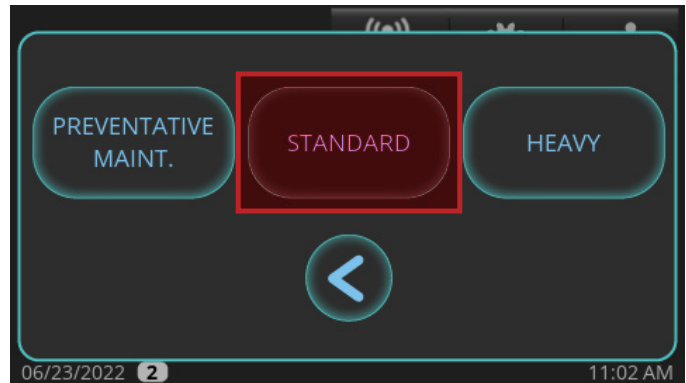 PREVENTATIVE
MAINT.
STANDARD
HEAVY
06/23/2022 2
11:02 AM